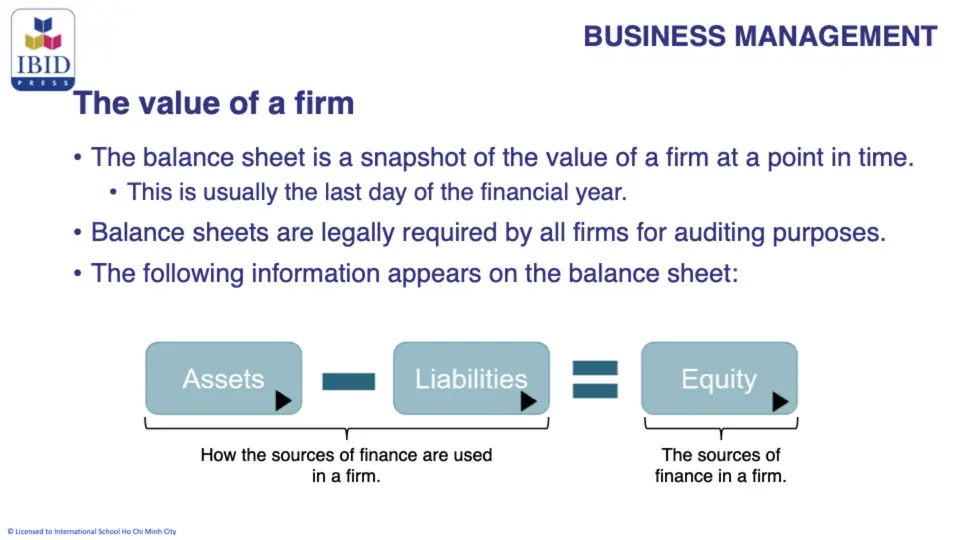 IBID
PRESS
BUSINESS MANAGEMENT
The value of a firm
• The balance sheet is a snapshot of the value of a firm at a point in time.
• This is usually the last day of the financial year.
• Balance sheets are legally required by all firms for auditing purposes.
• The following information appears on the balance sheet:
Assets
Liabilities
Equity
How the sources of finance are used
in a firm.
The sources of
finance in a firm.
© Licensed to International School Ho Chi Minh City